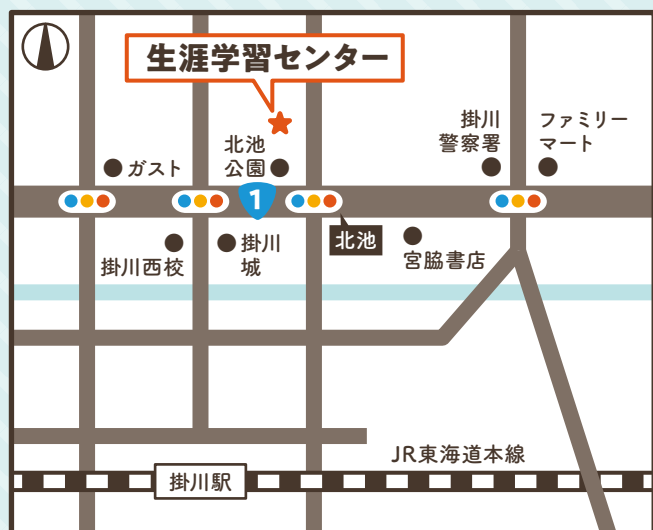 生涯学習センター
掛川
警察署
ファミリー
マート
北池
公園
ガスト
1
北池
掛川西校
掛川
城
宮脇書店
JR東海道本線
掛川駅